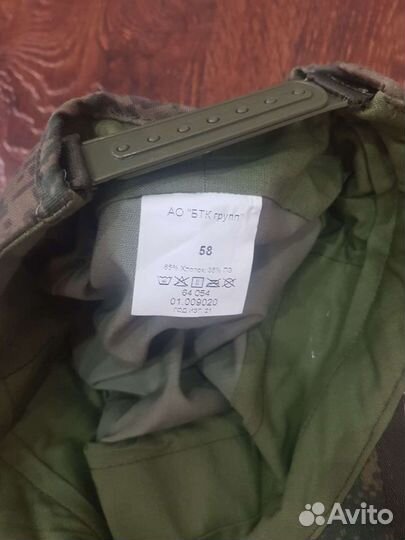 АО "БТК групп"
58
65% Хлопок; 35% ПЭ
64 054
01.009020
год изг. 21
Avito